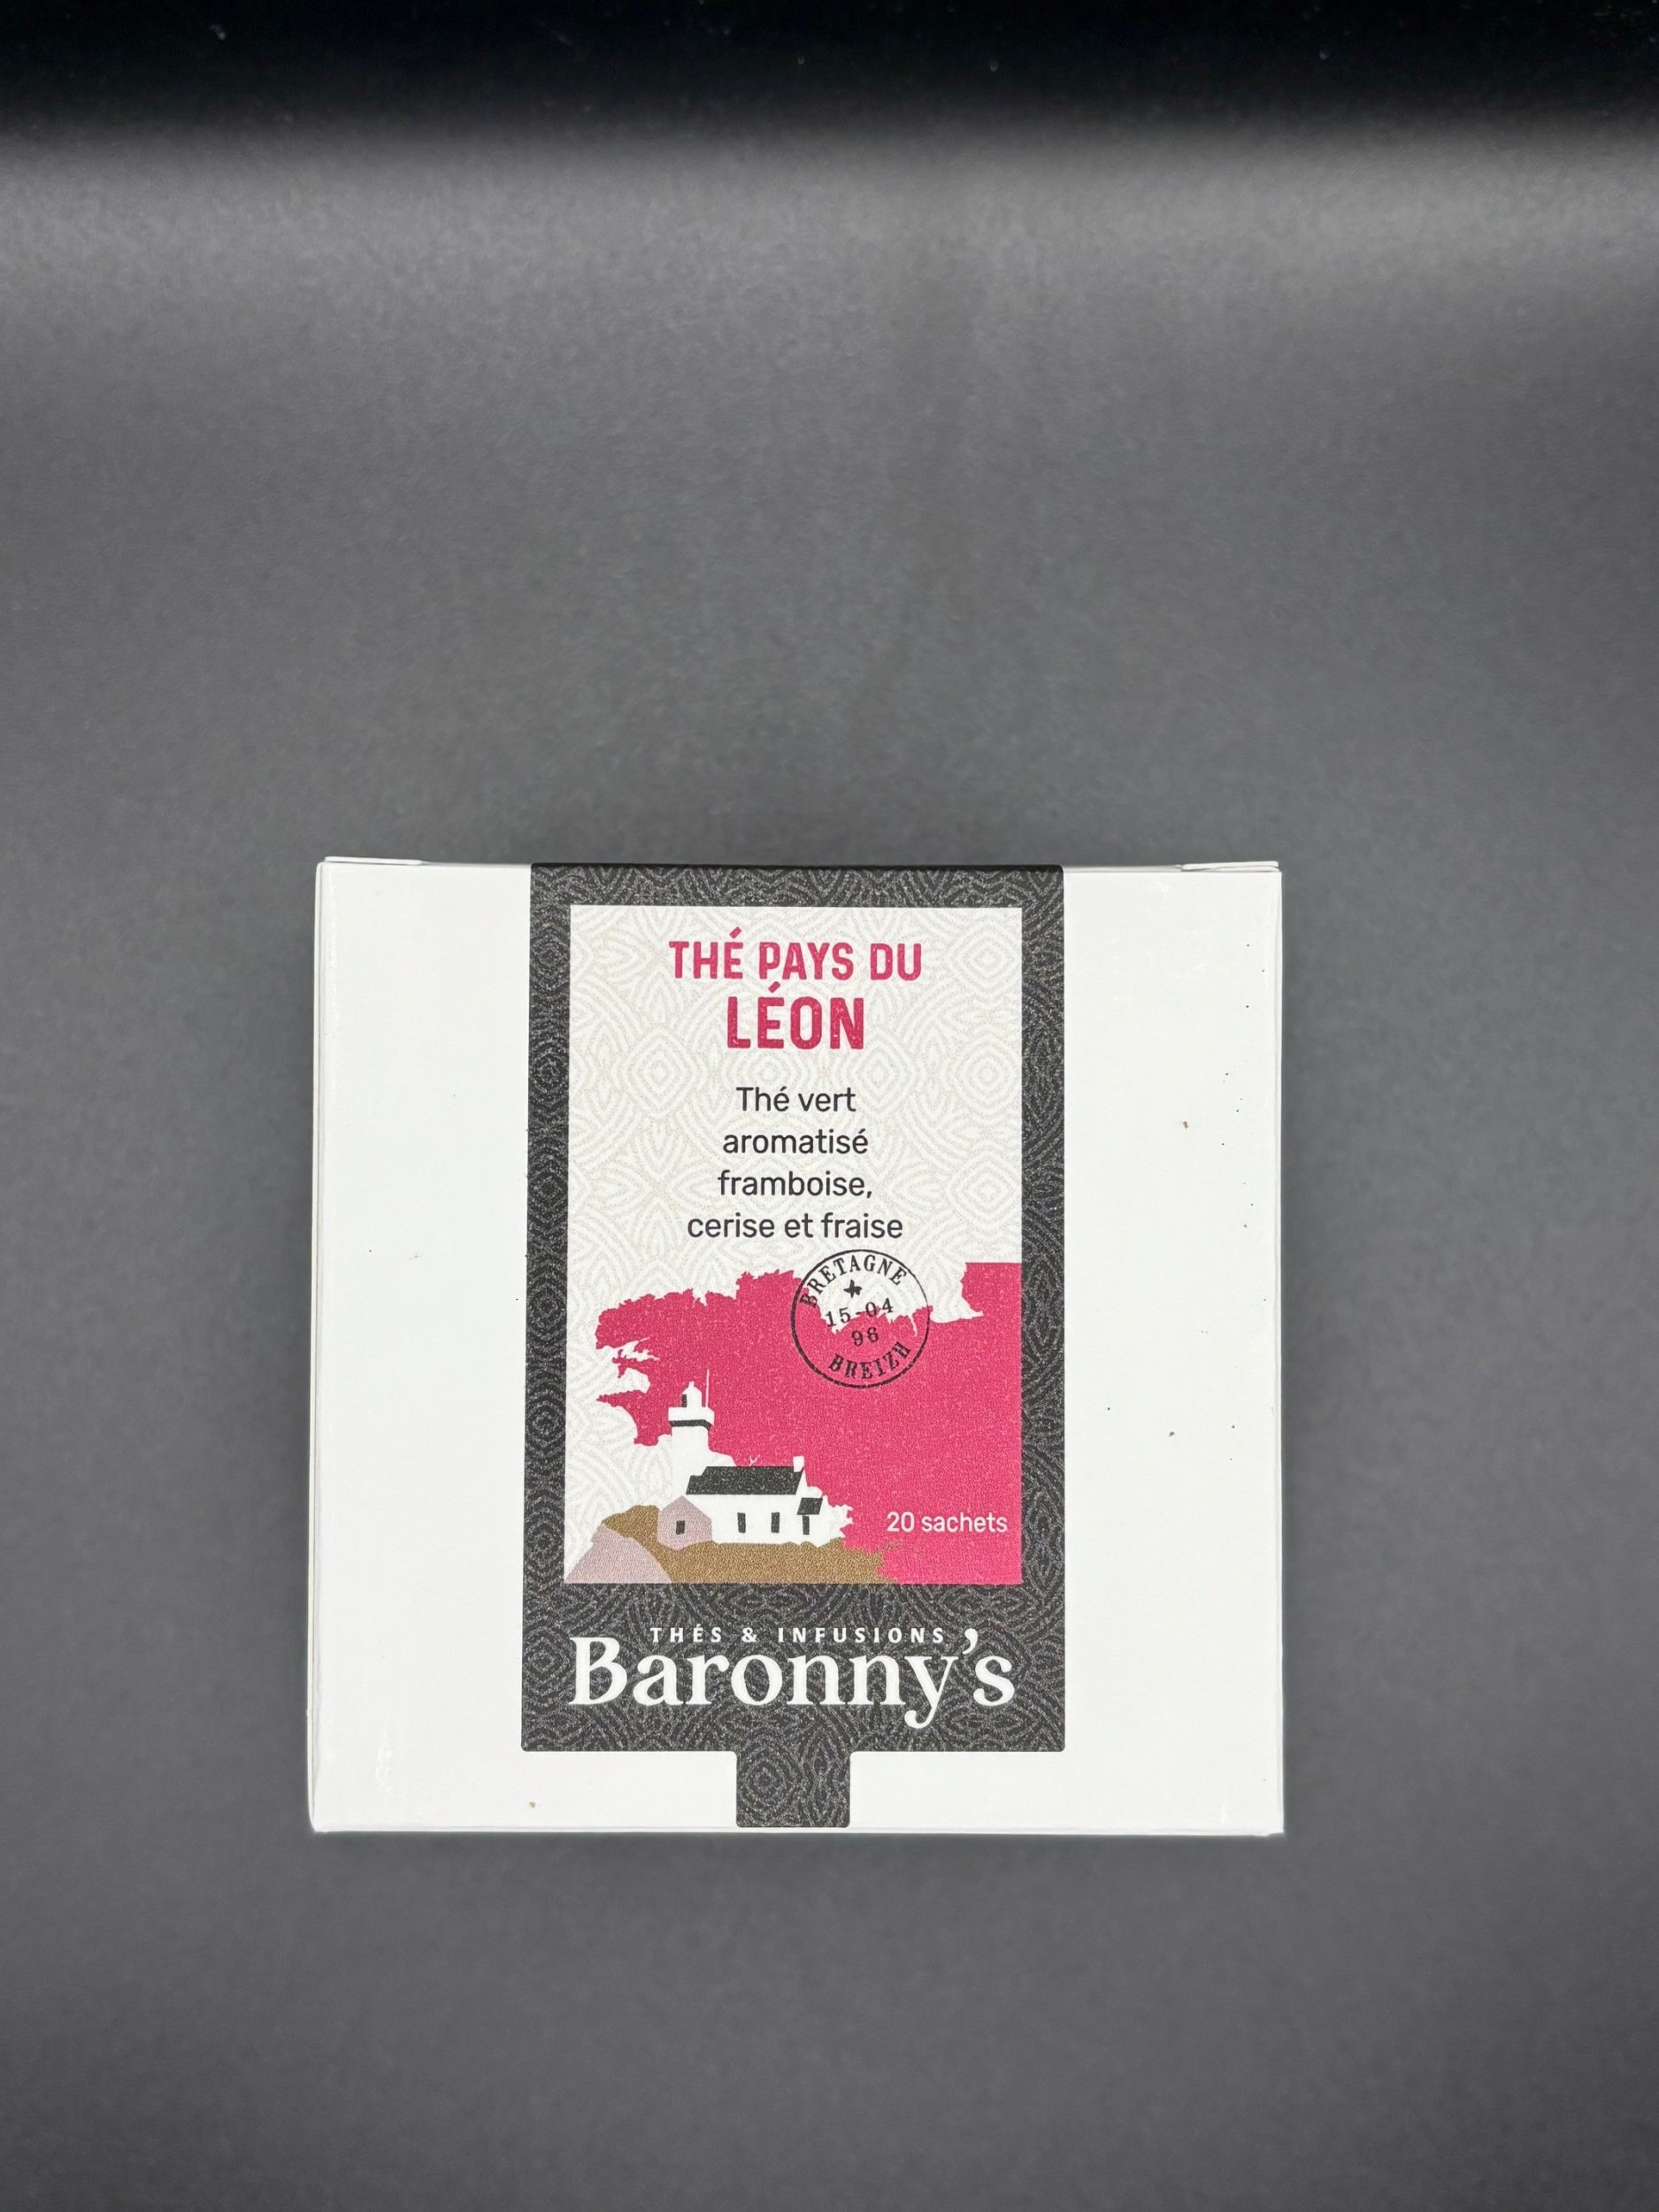 THÉ PAYS DU
LÉON
Thé vert
aromatisé
framboise,
cerise et fraise
BRETAGNE
15-04
96
BREIZH
20 sachets
THÉS & INFUSIONS
Baronny's